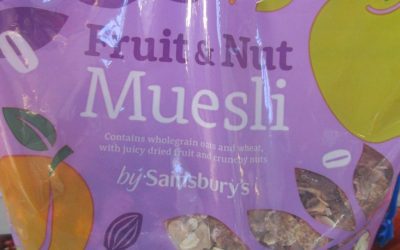 Fruit & Nut
Muesli
Contains wholegrain oats and wheat,
with juicy dried fruit and crunchy nuts
by Sainsbury's